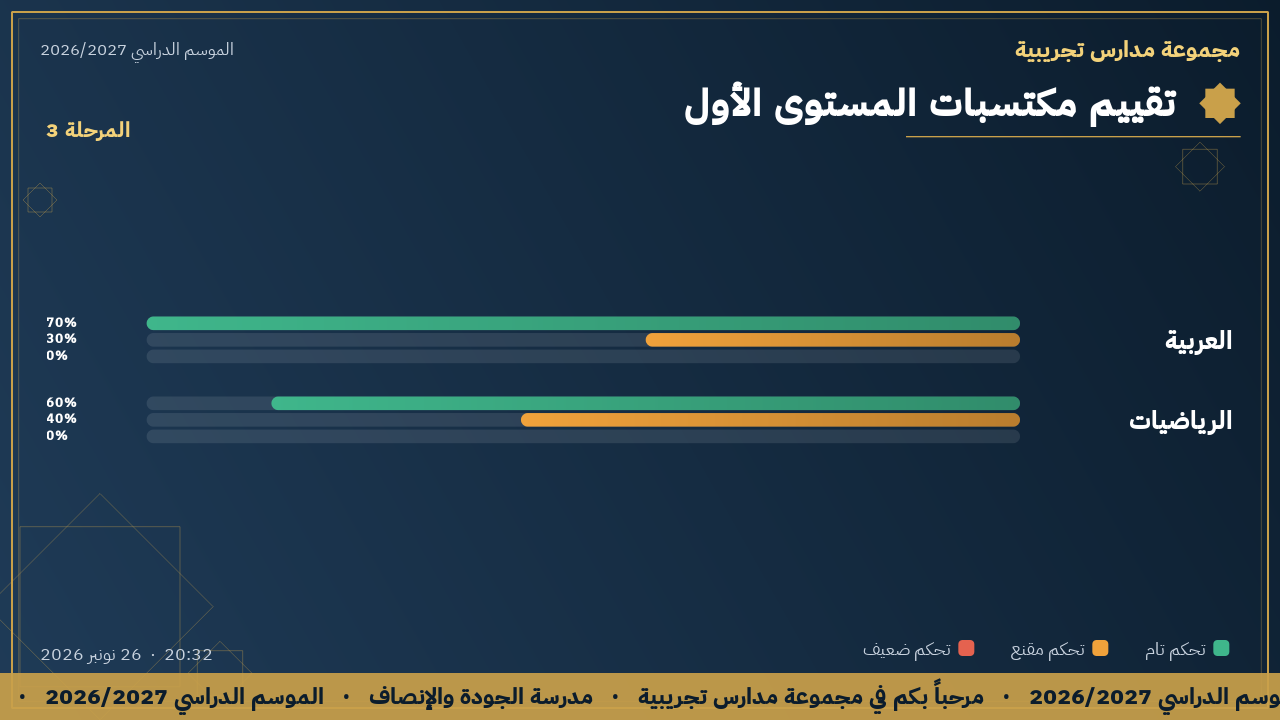 مجموعة مدارس تجريبية
الموسم الدراسي 2026/2027
تقييم مكتسبات المستوى الأول
المرحلة 3
العربية
70%
30%
0%
الرياضيات
60%
40%
0%
تحكم تام
تحكم مقنع
تحكم ضعيف
20:32 · 26 نونبر 2026
وسم الدراسي 2026/2027 · مرحباً بكم في مجموعة مدارس تجريبية · مدرسة الجودة والإنصاف · الموسم الدراسي 2026/2027 ·